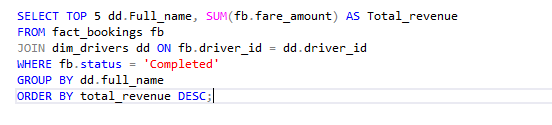 SELECT TOP 5 dd.Full_name, SUM(fb.fare_amount) AS Total_revenue
FROM fact_bookings fb
JOIN dim_drivers dd ON fb.driver_id = dd.driver_id
WHERE fb.status = 'Completed'
GROUP BY dd.full_name
ORDER BY total_revenue DESC;